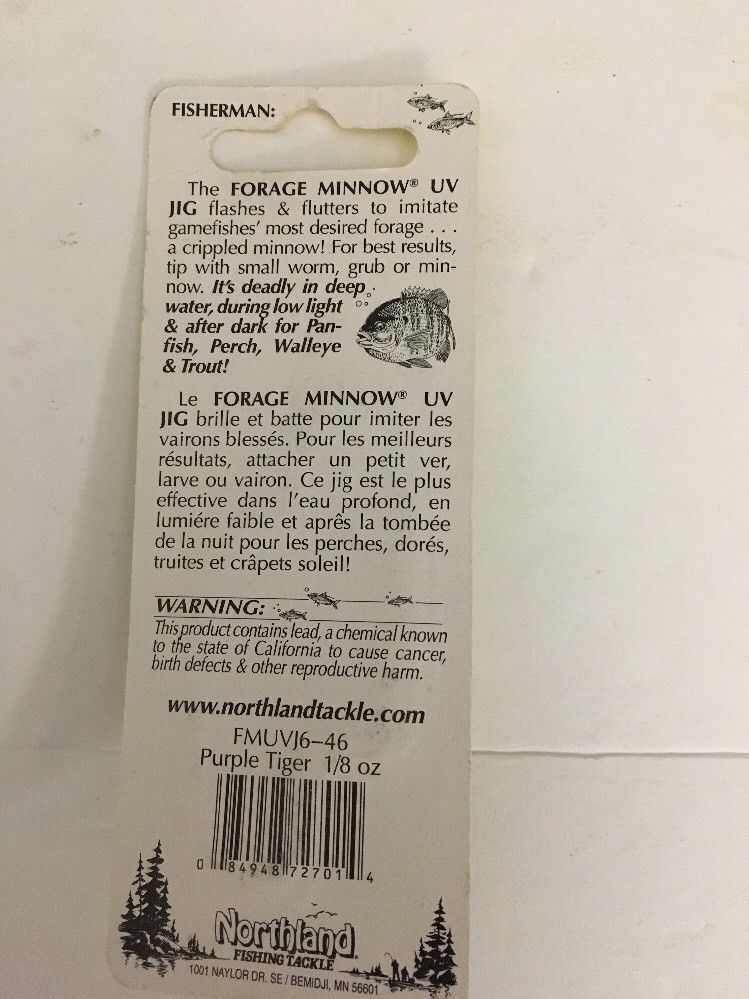 FISHERMAN:
The FORAGE MINNOW® UV
JIG flashes & flutters to imitate
gamefishes' most desired forage . . .
a crippled minnow! For best results,
tip with small worm, grub or min-
now. It's deadly in deep
water, during low light
& after dark for Pan-
fish, Perch, Walleye
& Trout!
Le FORAGE MINNOW® UV
JIG brille et batte pour imiter les
vairons blessés. Pour les meilleurs
résultats, attacher un petit ver,
larve ou vairon. Ce jig est le plus
effective dans l'eau profond, en
lumiére faible et aprês la tombée
de la nuit pour les perches, dorés,
truites et crâpets soleil!
WARNING:
This product contains lead, a chemical known
to the state of California to cause cancer,
birth defects & other reproductive harm.
www.northlandtackle.com
FMUVJ6-46
Purple Tiger 1/8 oz
0 84948 72701 4
Northland
FISHING TACKLE
1001 NAYLOR DR. SE / BEMIDJI, MN 56601